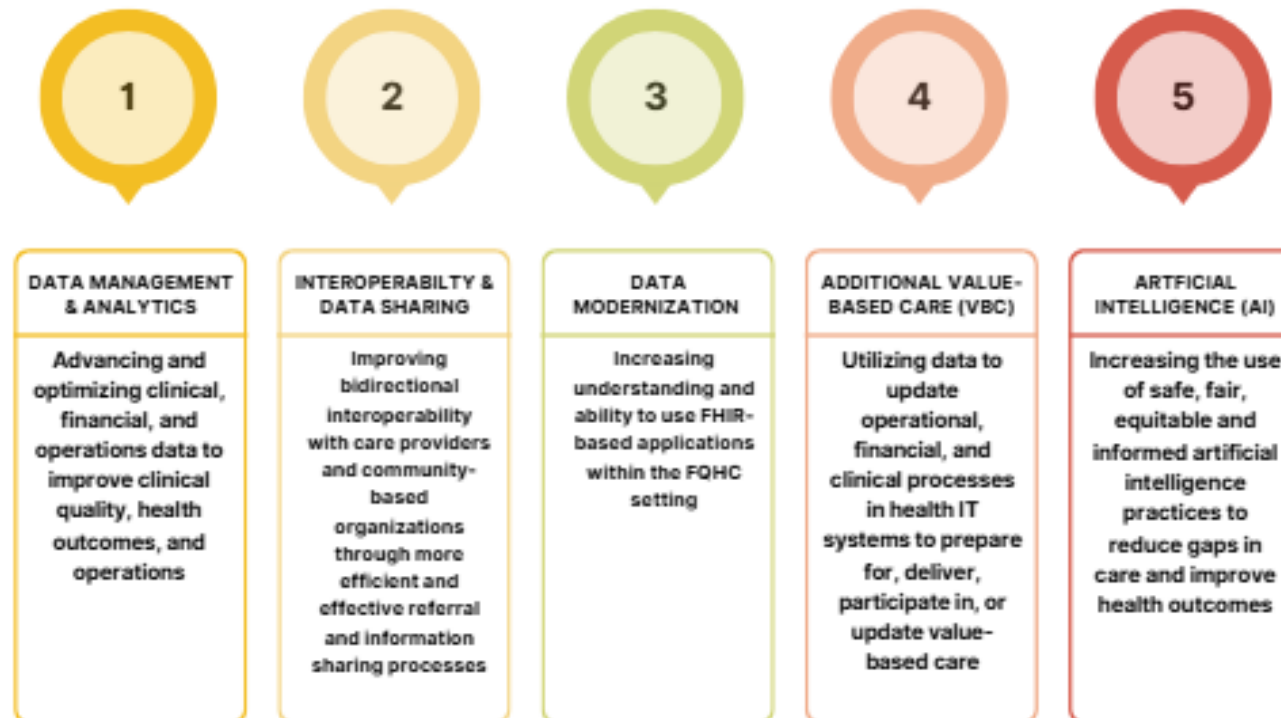 1
DATA MANAGEMENT
& ANALYTICS
Advancing and
optimizing clinical,
financial, and
operations data to
improve clinical
quality, health
outcomes, and
operations
2
INTEROPERABILTY &
DATA SHARING
Improving
bidirectional
interoperability
with care providers
and community-
based
organizations
through more
efficient and
effective referral
and information
sharing processes
3
DATA
MODERNIZATION
Increasing
understanding and
ability to use FHIR-
based applications
within the FQHC
setting
4
ADDITIONAL VALUE-
BASED CARE (VBC)
Utilizing data to
update
operational,
financial, and
clinical processes
in health IT
systems to prepare
for, deliver,
participate in, or
update value-
based care
5
ARTFICIAL
INTELLIGENCE (AI)
Increasing the use
of safe, fair,
equitable and
informed artificial
intelligence
practices to
reduce gaps in
care and improve
health outcomes